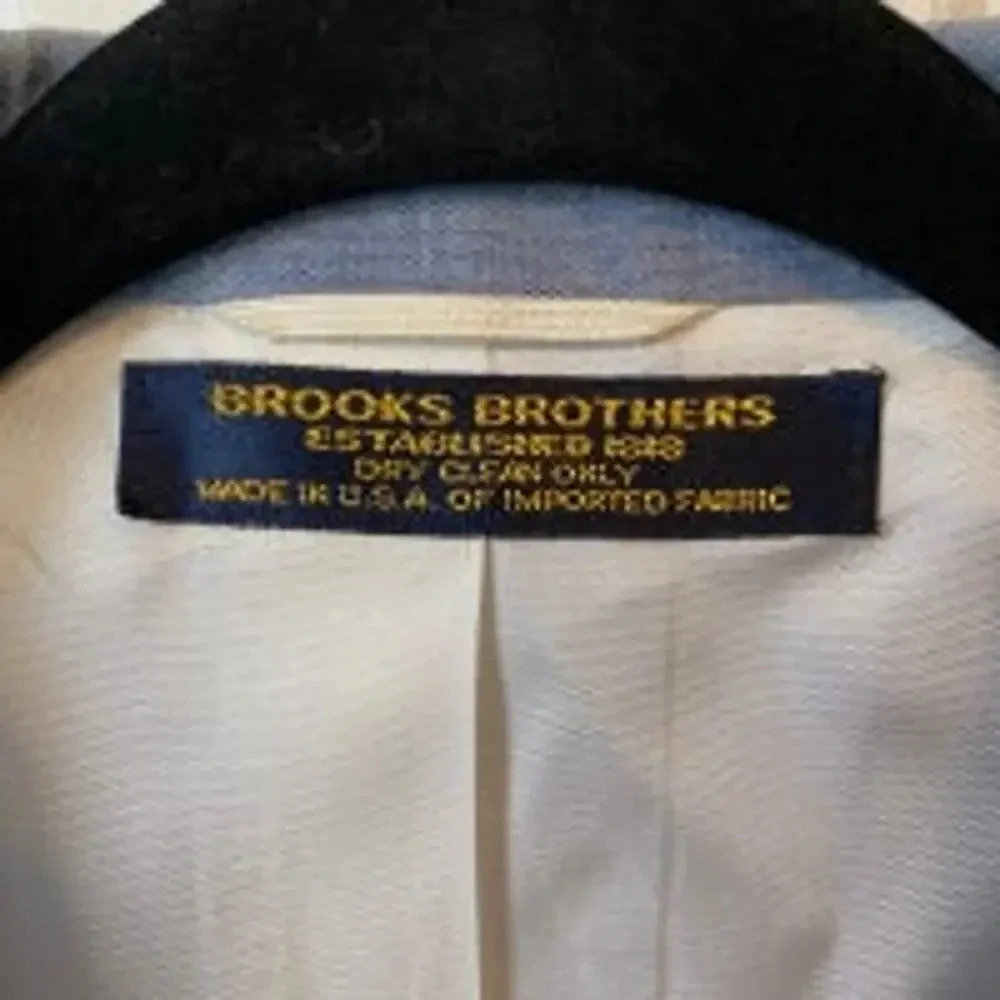 BROOKS BROTHERS
ESTABLISHED 1818
DRY CLEAN ONLY
MADE IN U.S.A. OF IMPORTED FABRIC